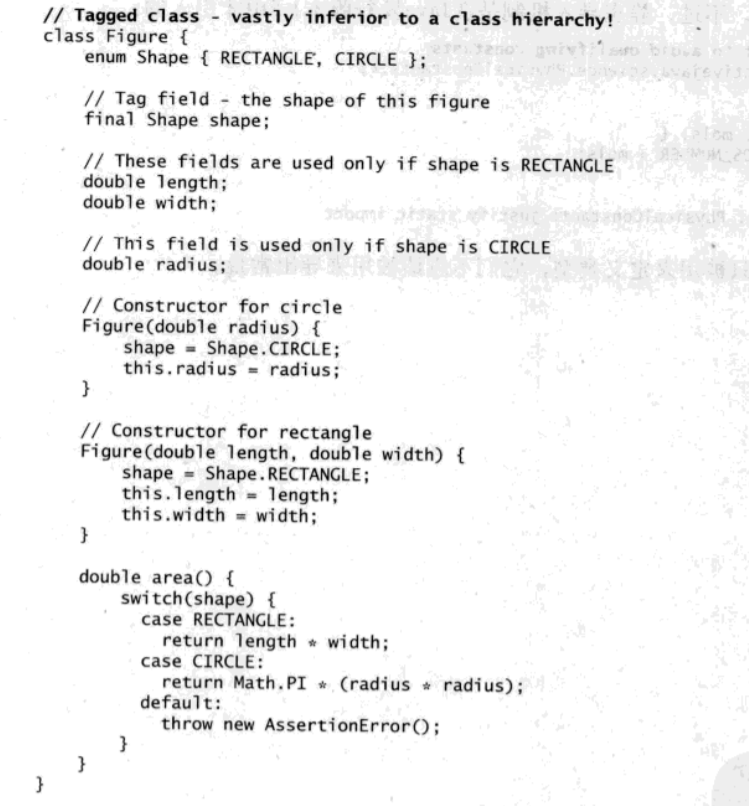 // Tagged class - vastly inferior to a class hierarchy!
class Figure {
    enum Shape { RECTANGLE, CIRCLE };

    // Tag field - the shape of this figure
    final Shape shape;

    // These fields are used only if shape is RECTANGLE
    double length;
    double width;

    // This field is used only if shape is CIRCLE
    double radius;

    // Constructor for circle
    Figure(double radius) {
        shape = Shape.CIRCLE;
        this.radius = radius;
    }

    // Constructor for rectangle
    Figure(double length, double width) {
        shape = Shape.RECTANGLE;
        this.length = length;
        this.width = width;
    }

    double area() {
        switch(shape) {
          case RECTANGLE:
            return length * width;
          case CIRCLE:
            return Math.PI * (radius * radius);
          default:
            throw new AssertionError();
        }
    }
}